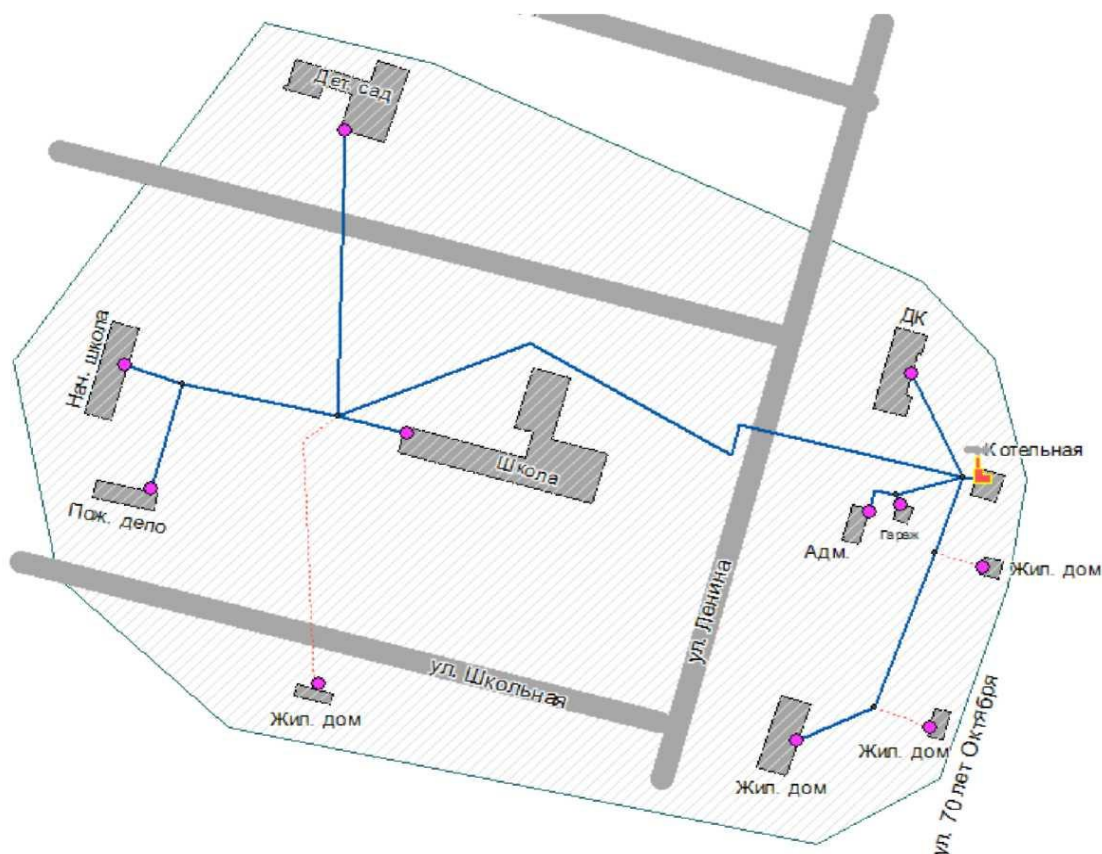 Дет. сад
ДК
Нач. школа
Котельная
Школа
Пож. дело
Гараж
Адм.
Жил. дом
ул. Ленина
ул. Школьная
Жил. дом
Жил. дом
Жил. дом
ул. 70 лет Октября